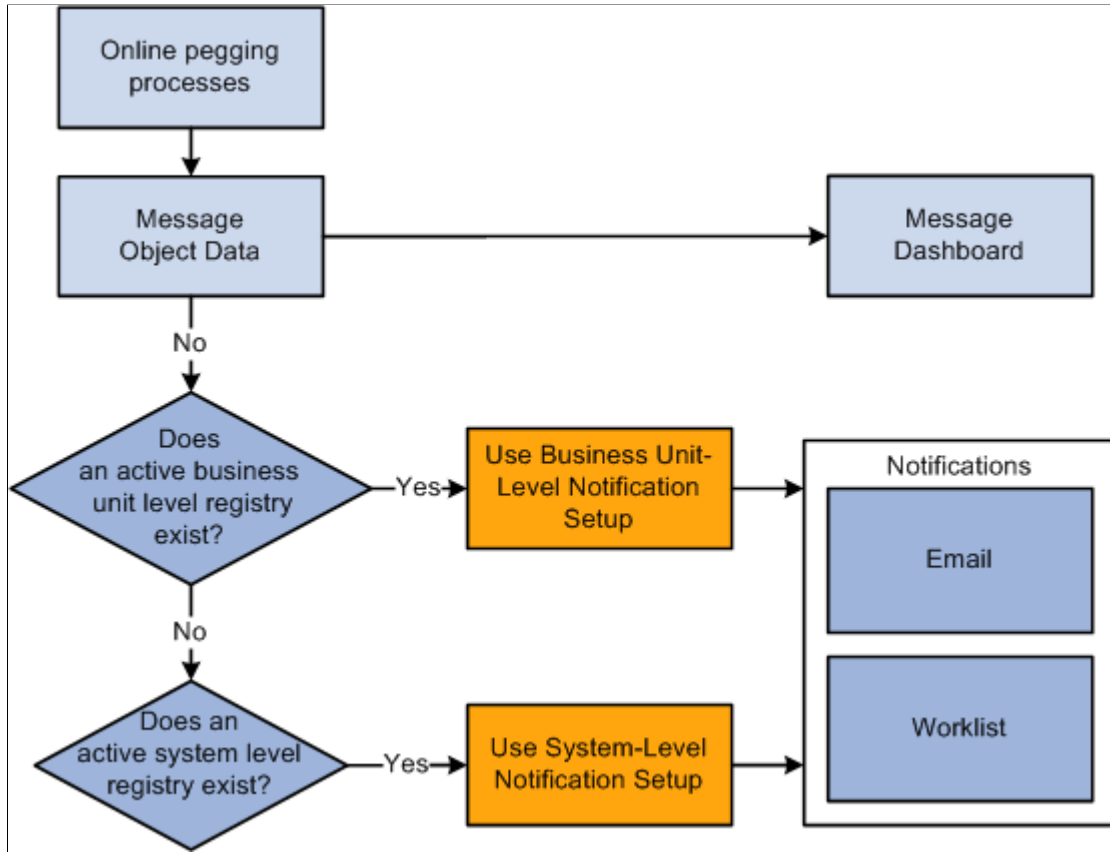 Online pegging
processes
Message
Object Data
Message
Dashboard
No
Does
an active business
unit level registry
exist?
Yes
Use Business Unit-
Level Notification
Setup
Notifications
Email
No
Worklist
Does an
active system level
registry exist?
Yes
Use System-Level
Notification Setup